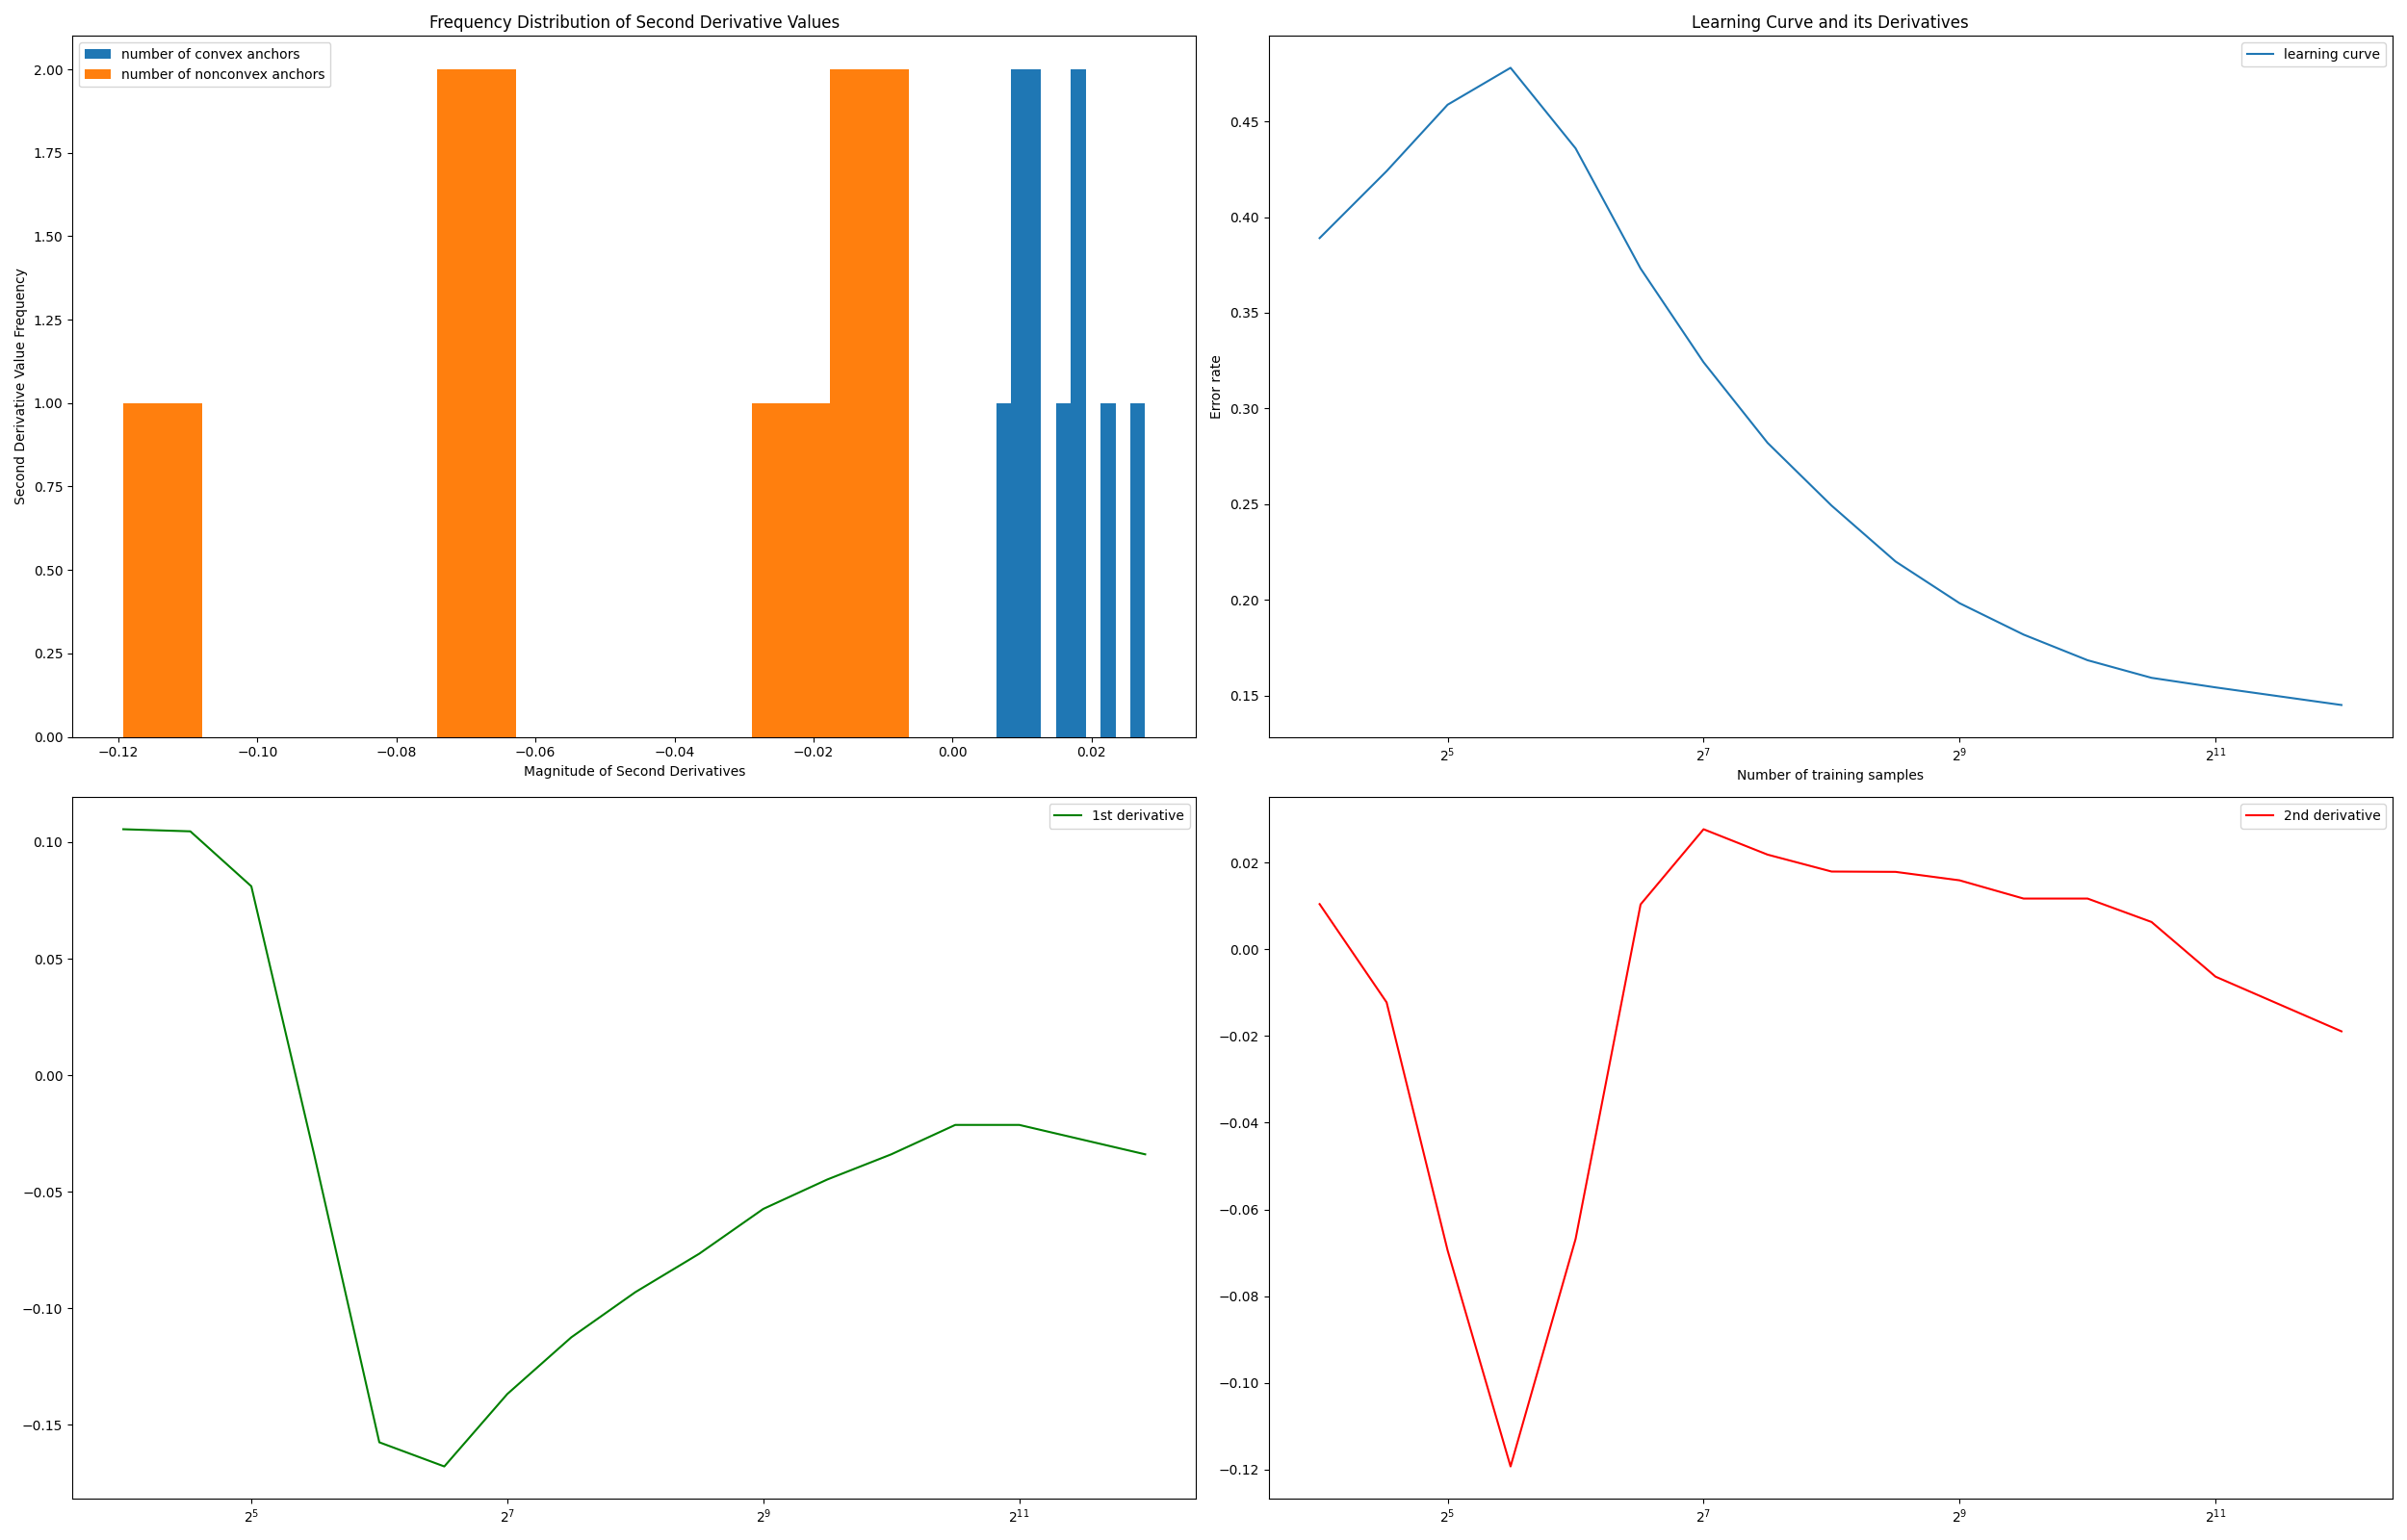 Frequency Distribution of Second Derivative Values
number of convex anchors
number of nonconvex anchors
2.00
1.75
1.50
1.25
1.00
0.75
0.50
0.25
0.00
Second Derivative Value Frequency
−0.12 −0.10 −0.08 −0.06 −0.04 −0.02 0.00 0.02
Magnitude of Second Derivatives
Learning Curve and its Derivatives
learning curve
0.45
0.40
0.35
0.30
0.25
0.20
0.15
Error rate
2^5 2^7 2^9 2^11
Number of training samples
1st derivative
0.10
0.05
0.00
−0.05
−0.10
−0.15
2^5 2^7 2^9 2^11
2nd derivative
0.02
0.00
−0.02
−0.04
−0.06
−0.08
−0.10
−0.12
2^5 2^7 2^9 2^11